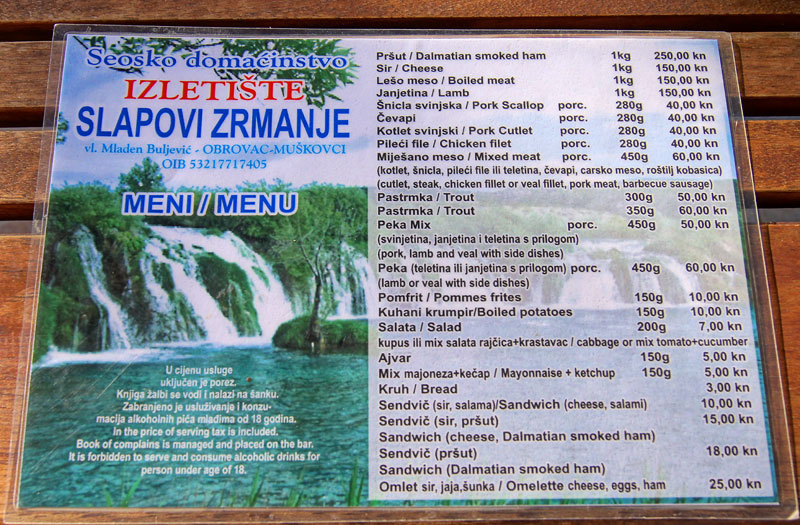 Seosko domaćinstvo
IZLETIŠTE
SLAPOVI ZRMANJE
vl. Mladen Buljević - OBROVAC-MUŠKOVCI
OIB 53217717405
MENI / MENU
U cijenu usluge
uključen je porez.
Knjiga žalbi se vodi i nalazi na šanku.
Zabranjeno je usluživanje i konzu-
macija alkoholnih pića mlađima od 18 godina.
In the price of serving tax is included.
Book of complains is managed and placed on the bar.
It is forbidden to serve and consume alcoholic drinks for
person under age of 18.
Pršut / Dalmatian smoked ham 1kg 250,00 kn
Sir / Cheese 1kg 150,00 kn
Lešo meso / Boiled meat 1kg 150,00 kn
Janjetina / Lamb 1kg 150,00 kn
Šnicla svinjska / Pork Scallop porc. 280g 40,00 kn
Čevapi porc. 280g 40,00 kn
Kotlet svinjski / Pork Cutlet porc. 280g 40,00 kn
Pileći file / Chicken filet porc. 280g 40,00 kn
Miješano meso / Mixed meat porc. 450g 60,00 kn
(kotlet, šnicla, pileći file ili teletina, čevapi, carsko meso, roštilj kobasica)
(cutlet, steak, chicken fillet or veal fillet, pork meat, barbecue sausage)
Pastrmka / Trout 300g 50,00 kn
Pastrmka / Trout 350g 60,00 kn
Peka Mix porc. 450g 50,00 kn
(svinjetina, janjetina i teletina s prilogom)
(pork, lamb and veal with side dishes)
Peka (teletina ili janjetina s prilogom) porc. 450g 60,00 kn
(lamb or veal with side dishes)
Pomfrit / Pommes frites 150g 10,00 kn
Kuhani krumpir/Boiled potatoes 150g 10,00 kn
Salata / Salad 200g 7,00 kn
kupus ili mix salata rajčica+krastavac / cabbage or mix tomato+cucumber
Ajvar 150g 5,00 kn
Mix majoneza+kečap / Mayonnaise + ketchup 150g 5,00 kn
Kruh / Bread 3,00 kn
Sendvič (sir, salama)/Sandwich (cheese, salami) 10,00 kn
Sendvič (sir, pršut) 15,00 kn
Sandwich (cheese, Dalmatian smoked ham)
Sendvič (pršut) 18,00 kn
Sandwich (Dalmatian smoked ham)
Omlet sir, jaja,šunka / Omelette cheese, eggs, ham 25,00 kn